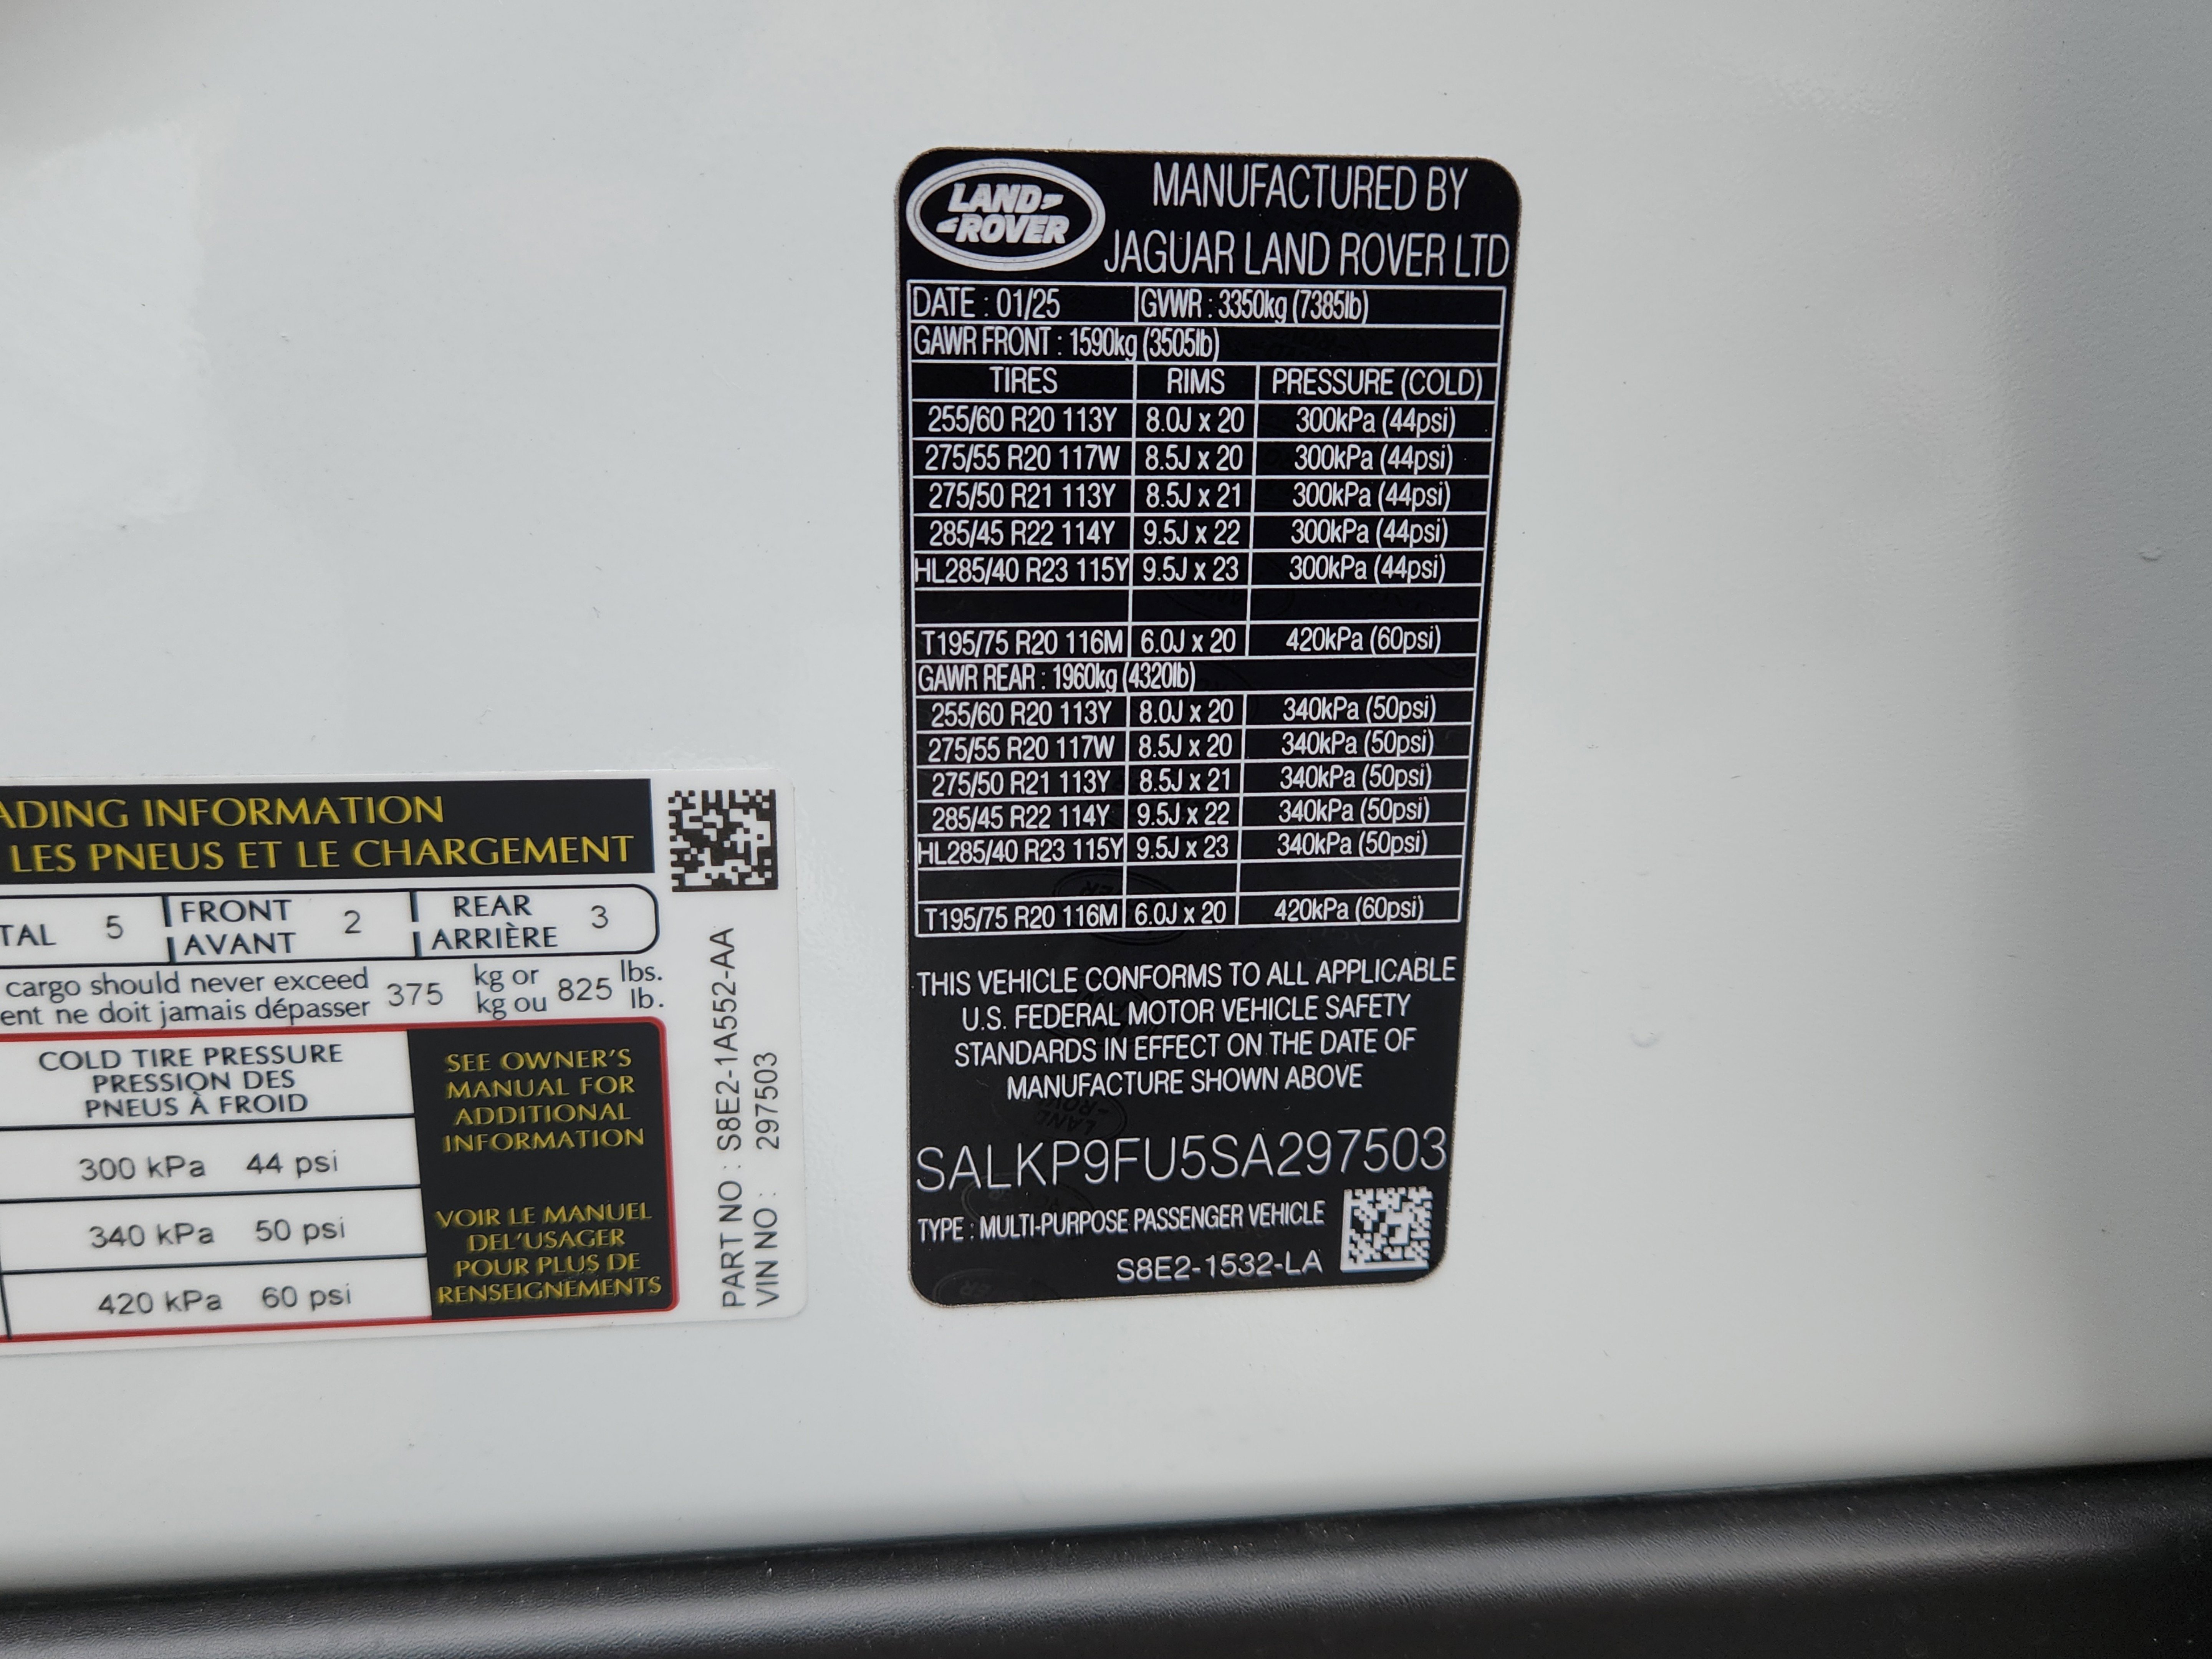 LAND-
-ROVER
MANUFACTURED BY
JAGUAR LAND ROVER LTD
DATE : 01/25 GVWR : 3350kg (7385lb)
GAWR FRONT : 1590kg (3505lb)
TIRES RIMS PRESSURE (COLD)
255/60 R20 113Y 8.0J x 20 300kPa (44psi)
275/55 R20 117W 8.5J x 20 300kPa (44psi)
275/50 R21 113Y 8.5J x 21 300kPa (44psi)
285/45 R22 114Y 9.5J x 22 300kPa (44psi)
HL285/40 R23 115Y 9.5J x 23 300kPa (44psi)
T195/75 R20 116M 6.0J x 20 420kPa (60psi)
GAWR REAR : 1960kg (4320lb)
255/60 R20 113Y 8.0J x 20 340kPa (50psi)
275/55 R20 117W 8.5J x 20 340kPa (50psi)
275/50 R21 113Y 8.5J x 21 340kPa (50psi)
285/45 R22 114Y 9.5J x 22 340kPa (50psi)
HL285/40 R23 115Y 9.5J x 23 340kPa (50psi)
T195/75 R20 116M 6.0J x 20 420kPa (60psi)
THIS VEHICLE CONFORMS TO ALL APPLICABLE
U.S. FEDERAL MOTOR VEHICLE SAFETY
STANDARDS IN EFFECT ON THE DATE OF
MANUFACTURE SHOWN ABOVE
SALKP9FU5SA297503
TYPE : MULTI-PURPOSE PASSENGER VEHICLE
S8E2-1532-LA
ADING INFORMATION
LES PNEUS ET LE CHARGEMENT
TAL 5 FRONT 2 REAR 3
AVANT ARRIÈRE
cargo should never exceed 375 kg or 825 lbs.
ent ne doit jamais dépasser kg ou lb.
COLD TIRE PRESSURE
PRESSION DES
PNEUS À FROID
300 kPa 44 psi
340 kPa 50 psi
420 kPa 60 psi
SEE OWNER'S
MANUAL FOR
ADDITIONAL
INFORMATION
VOIR LE MANUEL
DEL'USAGER
POUR PLUS DE
RENSEIGNEMENTS
PART NO : S8E2-1A552-AA
VIN NO : 297503